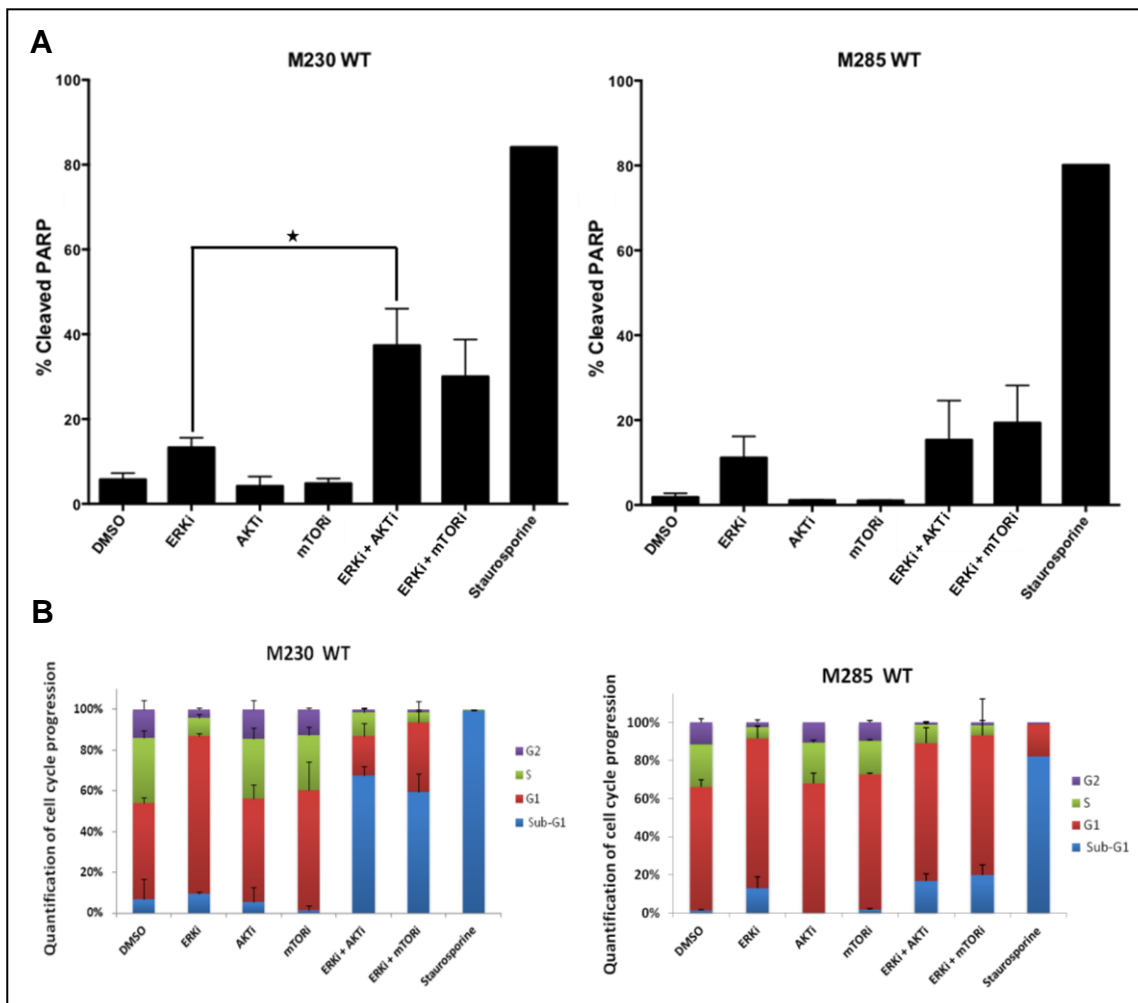 A
M230 WT
% Cleaved PARP
100
80
60
40
20
0
★
DMSO
ERKi
AKTi
mTORi
ERKi + AKTi
ERKi + mTORi
Staurosporine
M285 WT
% Cleaved PARP
100
80
60
40
20
0
DMSO
ERKi
AKTi
mTORi
ERKi + AKTi
ERKi + mTORi
Staurosporine
B
M230 WT
Quantification of cell cycle progression
100%
80%
60%
40%
20%
0%
DMSO
ERKi
AKTi
mTORi
ERKi + AKTi
ERKi + mTORi
Staurosporine
G2
S
G1
Sub-G1
M285 WT
Quantification of cell cycle progression
100%
80%
60%
40%
20%
0%
DMSO
ERKi
AKTi
mTORi
ERKi + AKTi
ERKi + mTORi
Staurosporine
G2
S
G1
Sub-G1